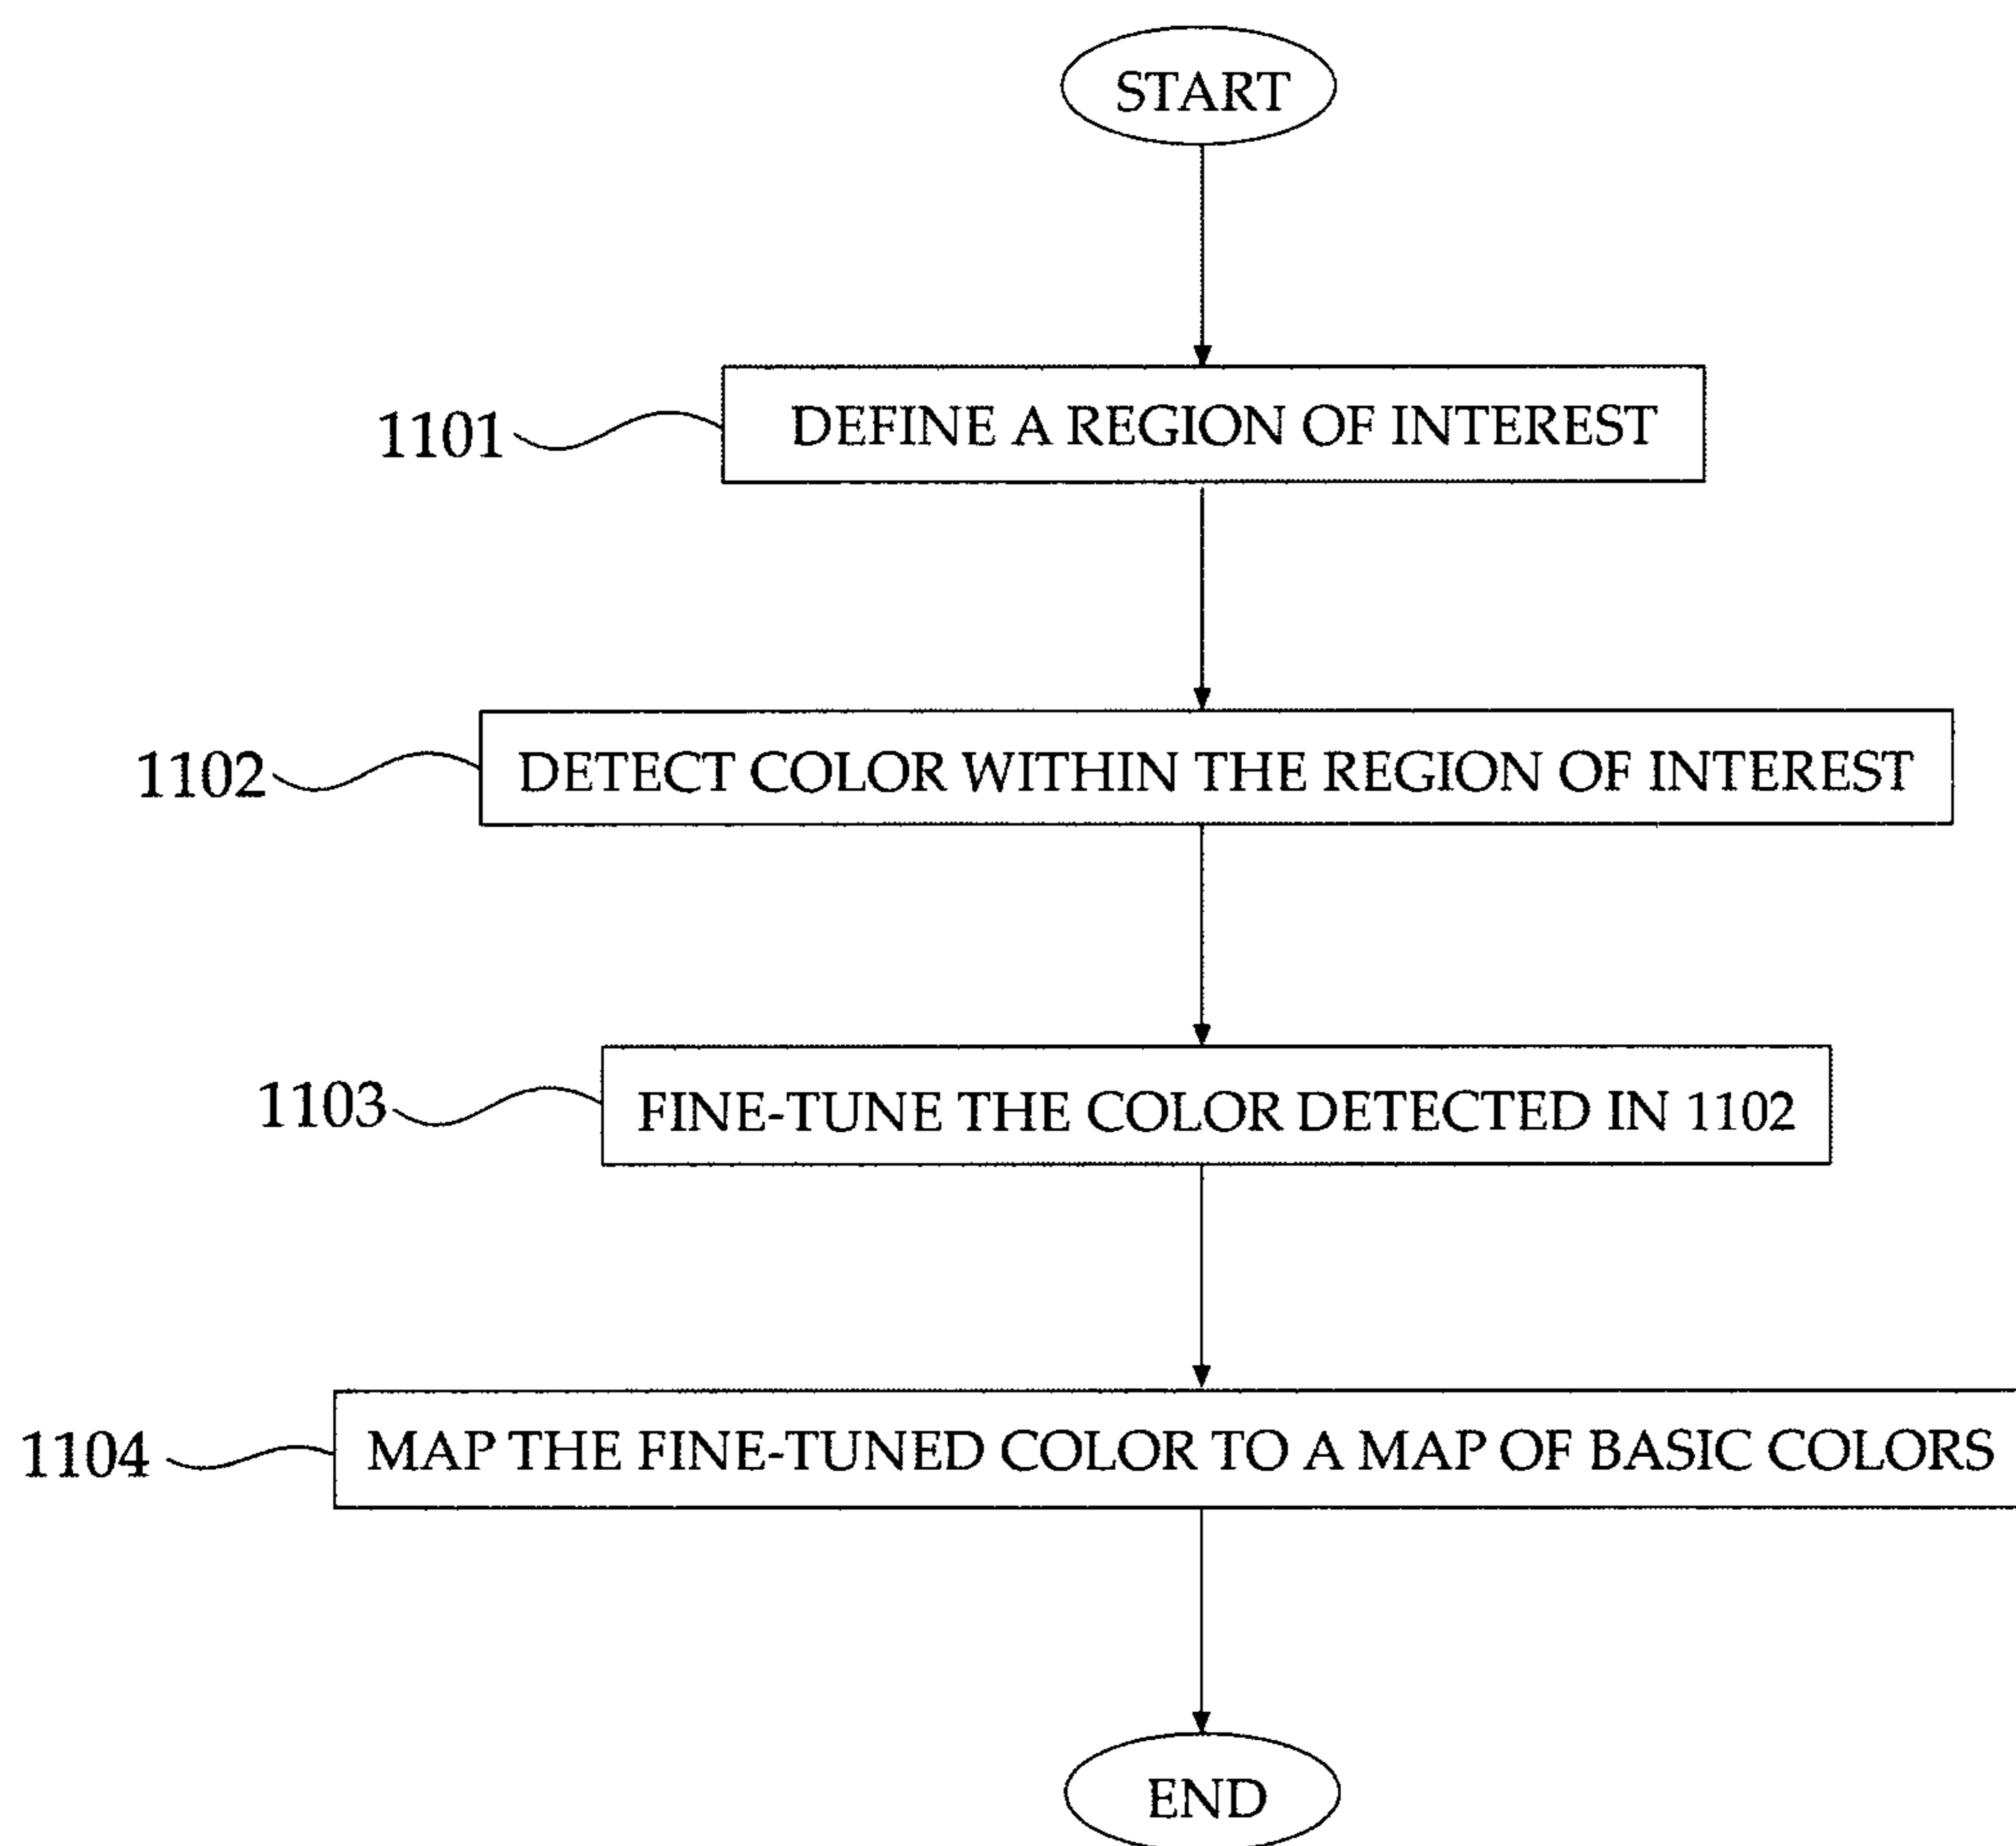 START
1101
DEFINE A REGION OF INTEREST
1102
DETECT COLOR WITHIN THE REGION OF INTEREST
1103
FINE-TUNE THE COLOR DETECTED IN 1102
1104
MAP THE FINE-TUNED COLOR TO A MAP OF BASIC COLORS
END